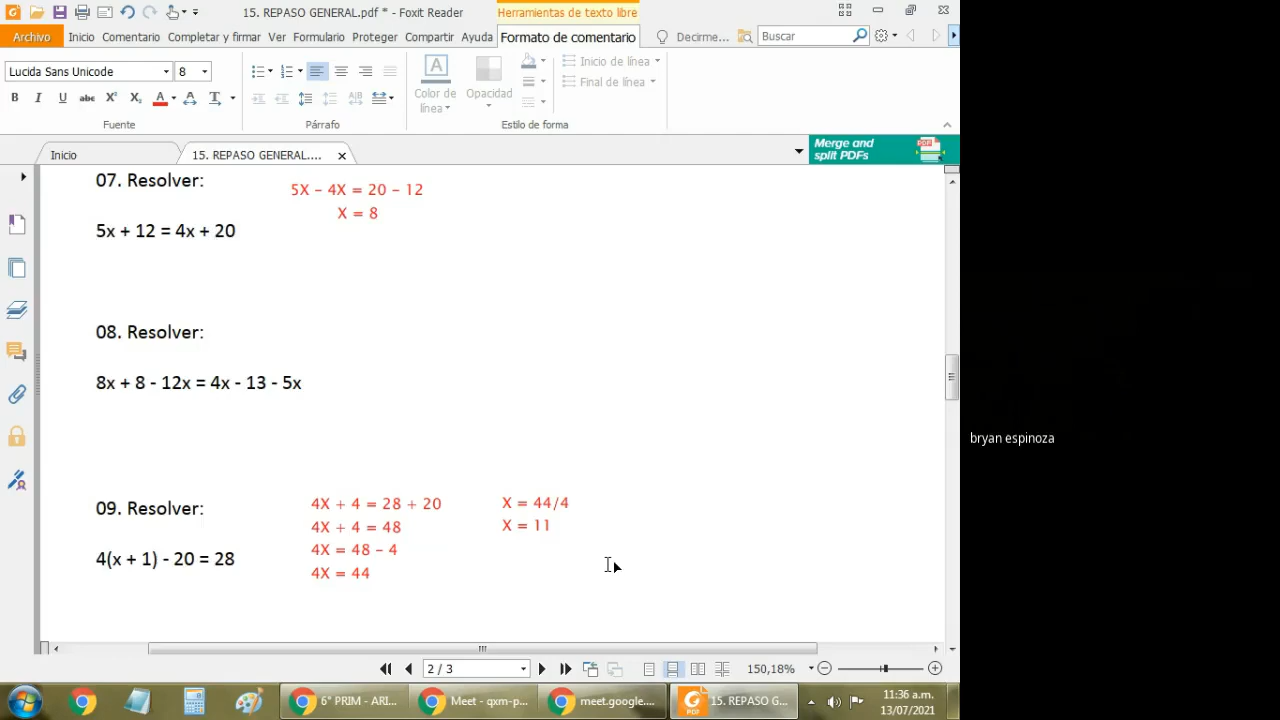 15. REPASO GENERAL.pdf * - Foxit Reader
Herramientas de texto libre
Archivo Inicio Comentario Completar y firmar Ver Formulario Proteger Compartir Ayuda Formato de comentario Decirme... Buscar
Lucida Sans Unicode 8
Color de línea
Opacidad
Inicio de línea
Final de línea
Fuente Párrafo Estilo de forma
Inicio 15. REPASO GENERAL....
Merge and split PDFs
07. Resolver:
5X – 4X = 20 – 12
X = 8
5x + 12 = 4x + 20
08. Resolver:
8x + 8 - 12x = 4x - 13 - 5x
bryan espinoza
09. Resolver:
4X + 4 = 28 + 20
4X + 4 = 48
4X = 48 – 4
4X = 44
X = 44/4
X = 11
4(x + 1) - 20 = 28
2 / 3
150,18%
6° PRIM - ARI... Meet - qxm-p... meet.google.... 15. REPASO G...
11:36 a.m.
13/07/2021